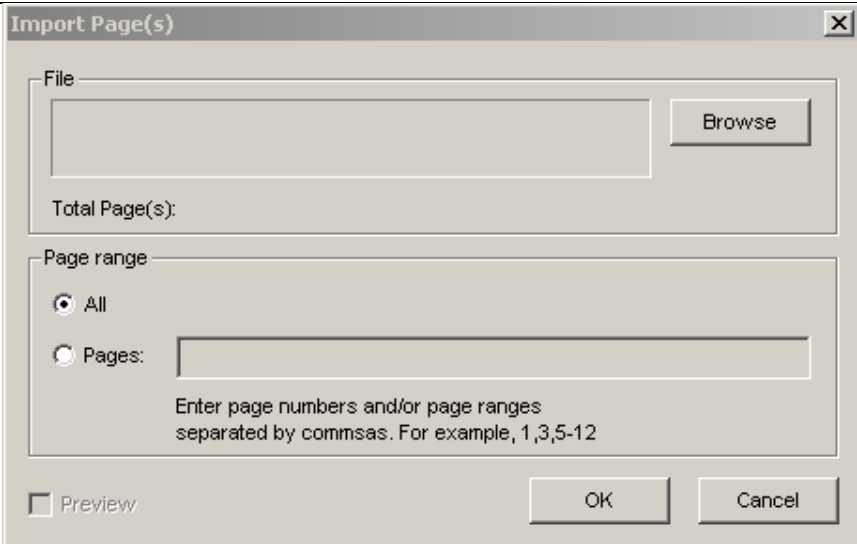 Import Page(s)
File
Browse
Total Page(s):
Page range
All
Pages:
Enter page numbers and/or page ranges
separated by commsas. For example, 1,3,5-12
Preview
OK
Cancel